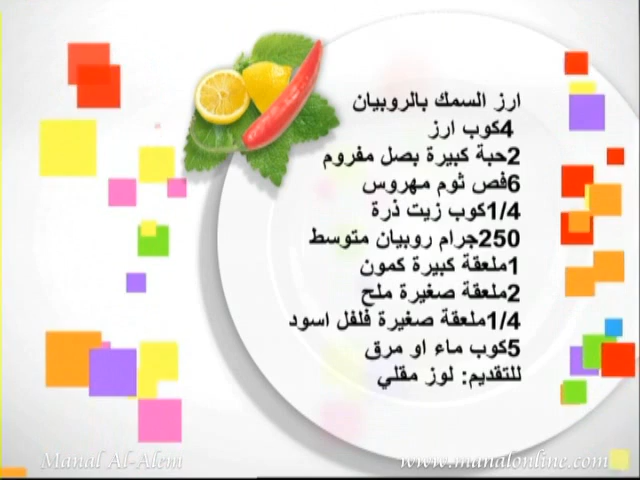 ارز السمك بالروبيان
4كوب ارز
2حبة كبيرة بصل مفروم
6فص ثوم مهروس
1/4كوب زيت ذرة
250جرام روبيان متوسط
1ملعقة كبيرة كمون
2ملعقة صغيرة ملح
1/4ملعقة صغيرة فلفل اسود
5كوب ماء او مرق
للتقديم: لوز مقلي
Manal Al-Alem
www.manalonline.com